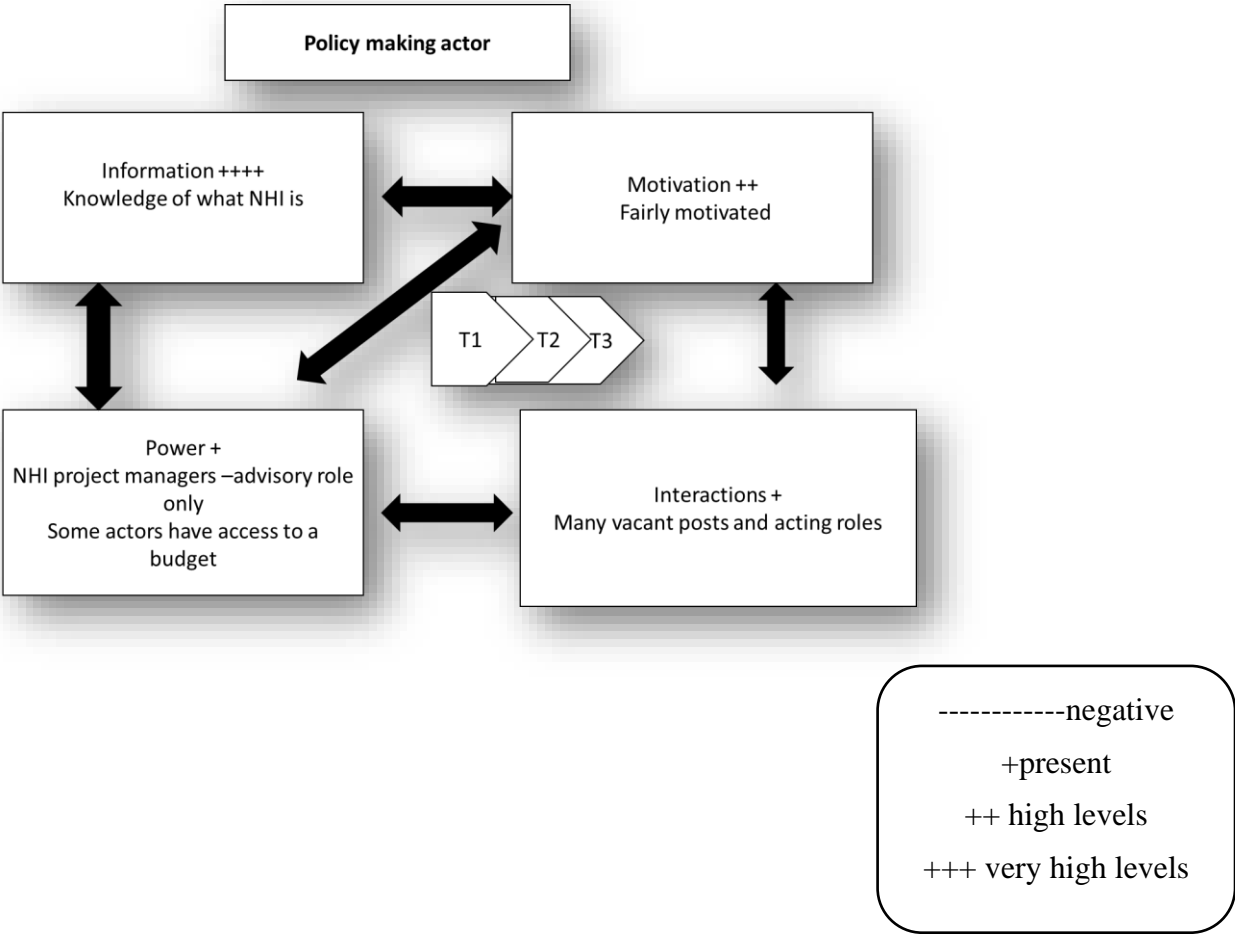 Policy making actor
Information ++++
Knowledge of what NHI is
Motivation ++
Fairly motivated
T1
T2
T3
Power +
NHI project managers –advisory role
only
Some actors have access to a
budget
Interactions +
Many vacant posts and acting roles
------------negative
+present
++ high levels
+++ very high levels